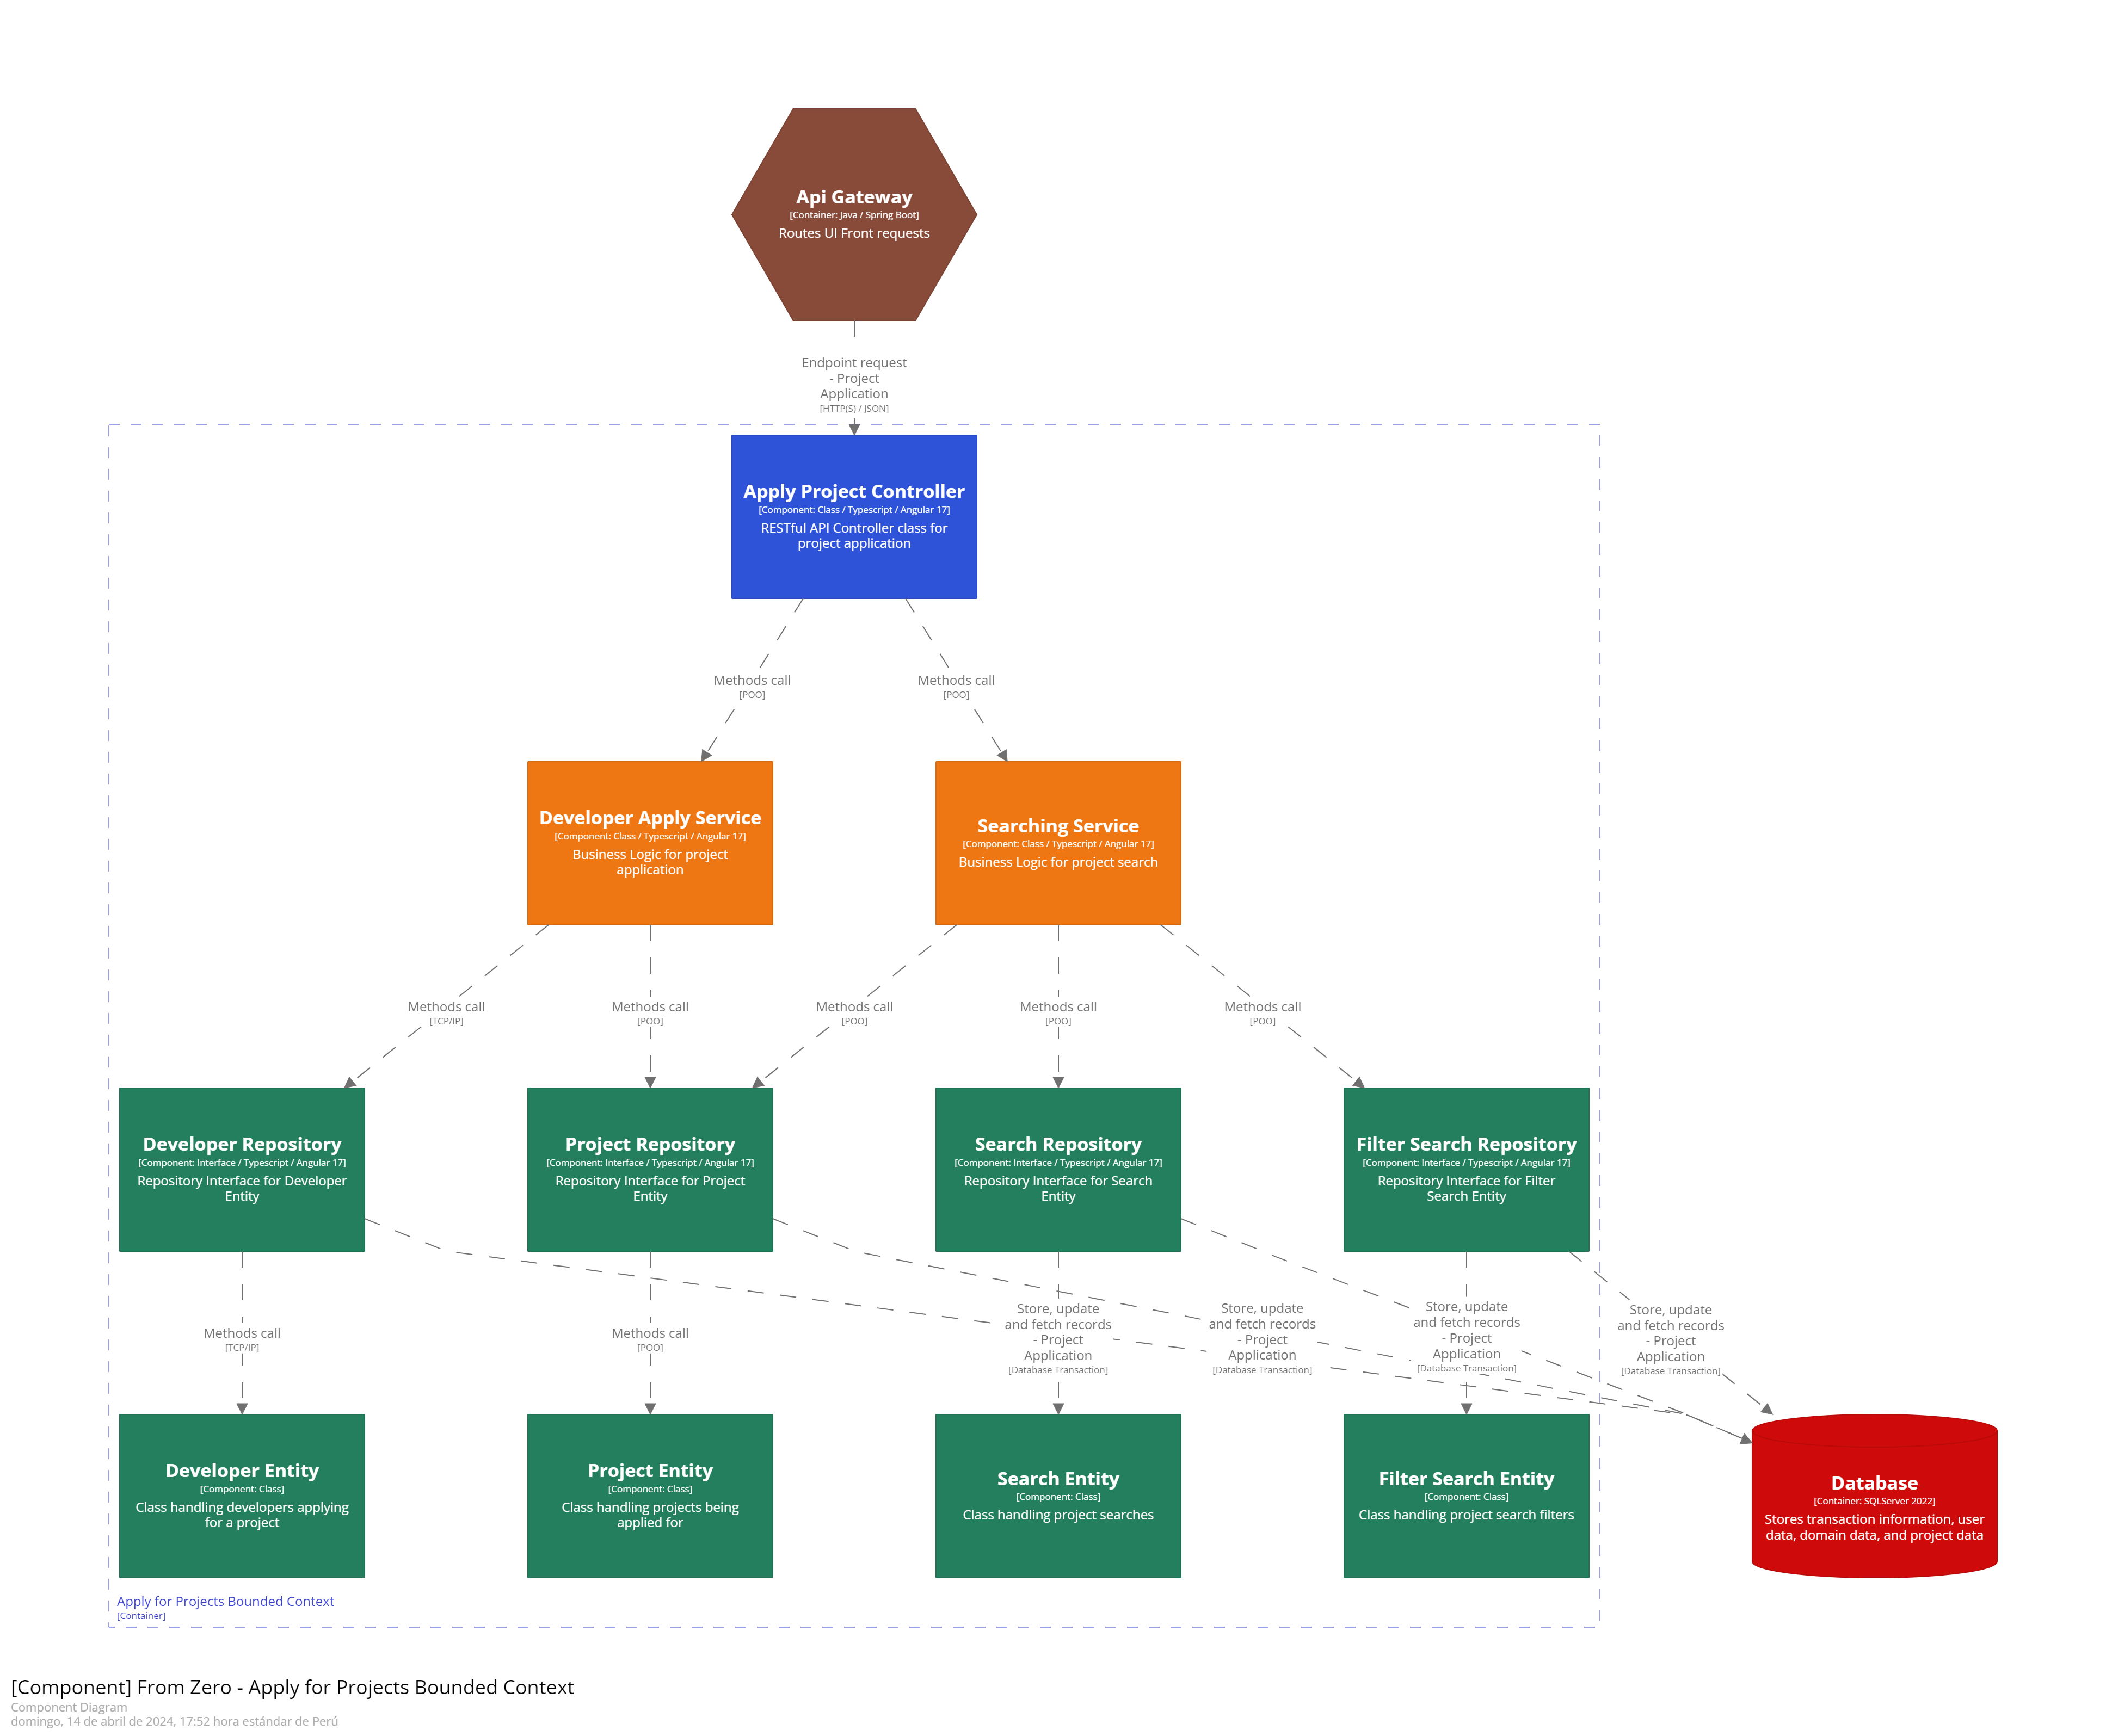 Api Gateway
[Container: Java / Spring Boot]
Routes UI Front requests
Endpoint request
- Project
Application
[HTTP(S) / JSON]
Apply Project Controller
[Component: Class / Typescript / Angular 17]
RESTful API Controller class for
project application
Methods call
[POO]
Methods call
[POO]
Developer Apply Service
[Component: Class / Typescript / Angular 17]
Business Logic for project
application
Searching Service
[Component: Class / Typescript / Angular 17]
Business Logic for project search
Methods call
[TCP/IP]
Methods call
[POO]
Methods call
[POO]
Methods call
[POO]
Methods call
[POO]
Developer Repository
[Component: Interface / Typescript / Angular 17]
Repository Interface for Developer
Entity
Project Repository
[Component: Interface / Typescript / Angular 17]
Repository Interface for Project
Entity
Search Repository
[Component: Interface / Typescript / Angular 17]
Repository Interface for Search
Entity
Filter Search Repository
[Component: Interface / Typescript / Angular 17]
Repository Interface for Filter
Search Entity
Methods call
[TCP/IP]
Methods call
[POO]
Store, update
and fetch records
- Project
Application
[Database Transaction]
Store, update
and fetch records
- Project
Application
[Database Transaction]
Store, update
and fetch records
- Project
Application
[Database Transaction]
Store, update
and fetch records
- Project
Application
[Database Transaction]
Developer Entity
[Component: Class]
Class handling developers applying
for a project
Project Entity
[Component: Class]
Class handling projects being
applied for
Search Entity
[Component: Class]
Class handling project searches
Filter Search Entity
[Component: Class]
Class handling project search filters
Database
[Container: SQLServer 2022]
Stores transaction information, user
data, domain data, and project data
Apply for Projects Bounded Context
[Container]
[Component] From Zero - Apply for Projects Bounded Context
Component Diagram
domingo, 14 de abril de 2024, 17:52 hora estándar de Perú